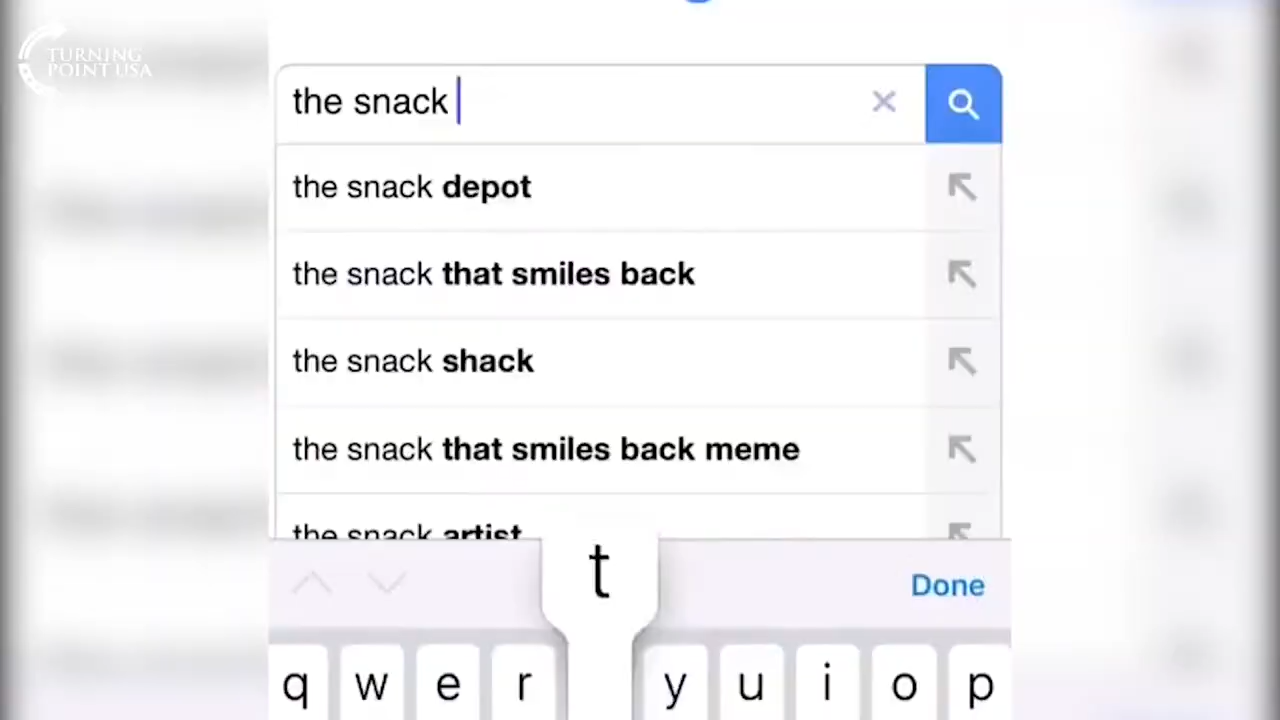 TURNING
POINT USA
the snack
the snack depot
the snack that smiles back
the snack shack
the snack that smiles back meme
the snack artist
t
Done
q w e r y u i o p